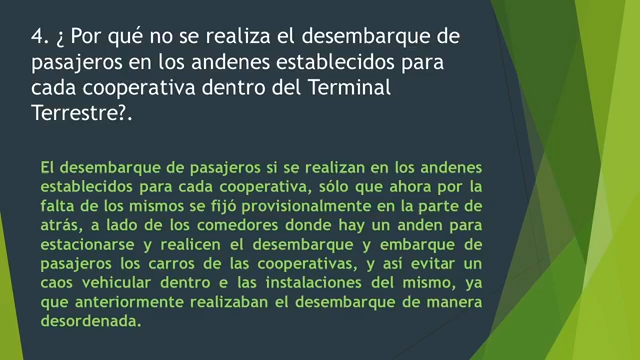 4. ¿ Por qué no se realiza el desembarque de
pasajeros en los andenes establecidos para
cada cooperativa dentro del Terminal
Terrestre?.
El desembarque de pasajeros si se realizan en los andenes
establecidos para cada cooperativa, sólo que ahora por la
falta de los mismos se fijó provisionalmente en la parte de
atrás, a lado de los comedores donde hay un anden para
estacionarse y realicen el desembarque y embarque de
pasajeros los carros de las cooperativas, y así evitar un
caos vehicular dentro e las instalaciones del mismo, ya
que anteriormente realizaban el desembarque de manera
desordenada.